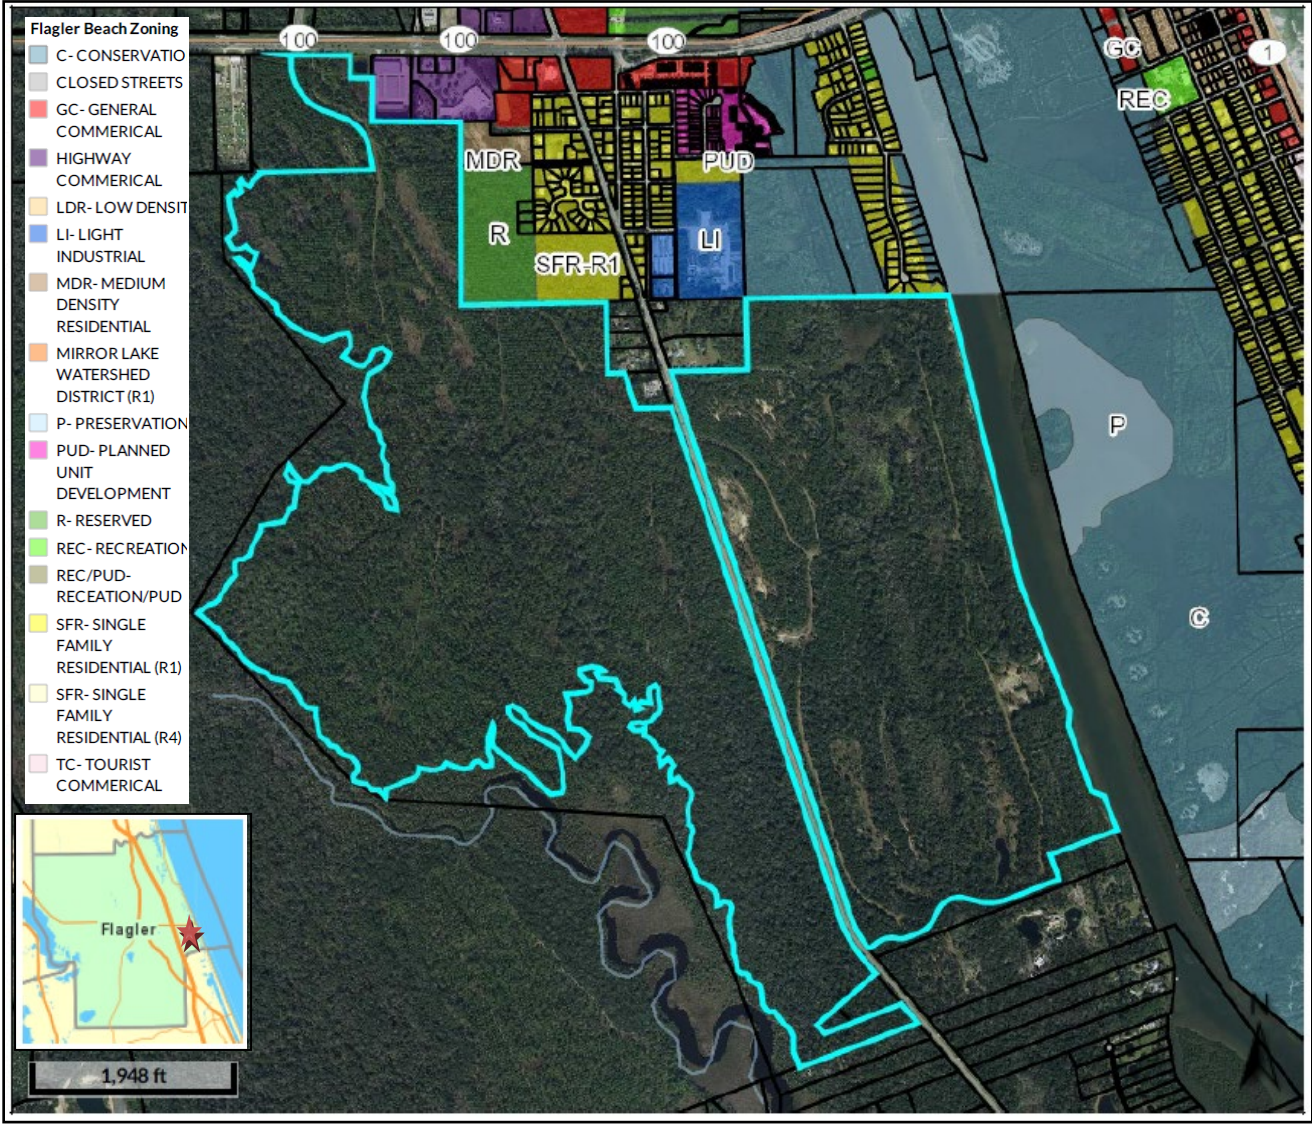 Flagler Beach Zoning
C- CONSERVATIO
CLOSED STREETS
GC- GENERAL
COMMERICAL
HIGHWAY
COMMERICAL
LDR- LOW DENSIT
LI- LIGHT
INDUSTRIAL
MDR- MEDIUM
DENSITY
RESIDENTIAL
MIRROR LAKE
WATERSHED
DISTRICT (R1)
P- PRESERVATION
PUD- PLANNED
UNIT
DEVELOPMENT
R- RESERVED
REC- RECREATION
REC/PUD-
RECEATION/PUD
SFR- SINGLE
FAMILY
RESIDENTIAL (R1)
SFR- SINGLE
FAMILY
RESIDENTIAL (R4)
TC- TOURIST
COMMERICAL
100
100
100
GC
1
REC
MDR
PUD
R
LI
SFR-R1
P
C
Flagler
1,948 ft
N